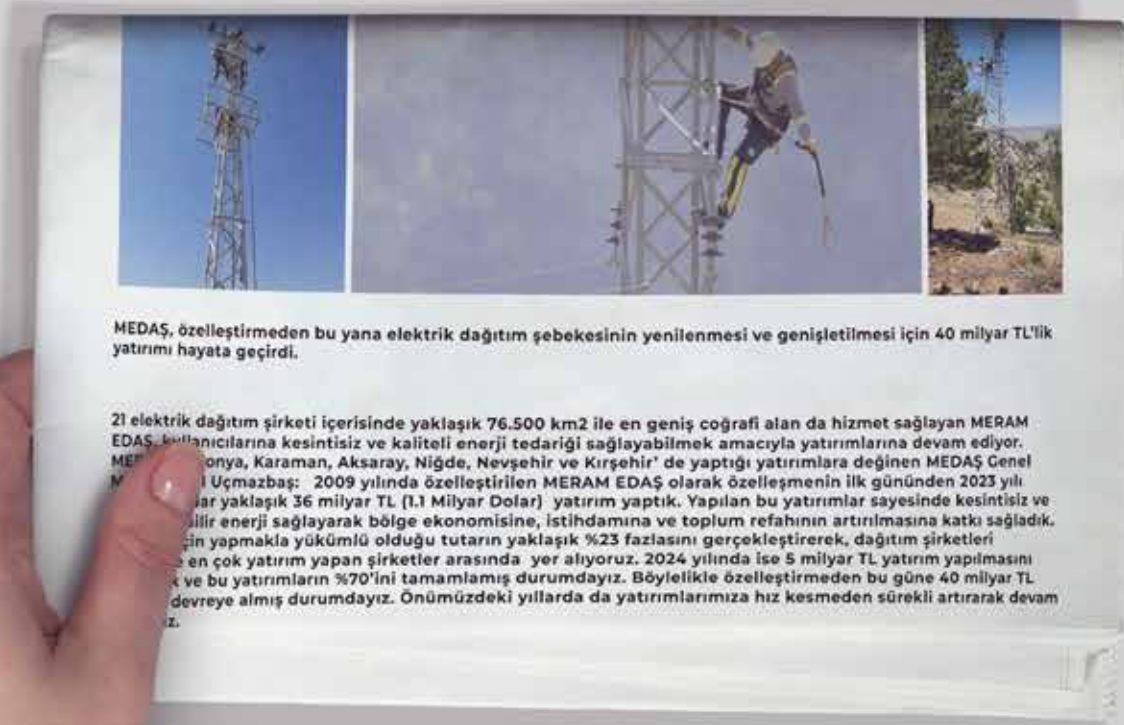 MEDAŞ, özelleştirmeden bu yana elektrik dağıtım şebekesinin yenilenmesi ve genişletilmesi için 40 milyar TL'lik
yatırımı hayata geçirdi.
21 elektrik dağıtım şirketi içerisinde yaklaşık 76.500 km2 ile en geniş coğrafi alan da hizmet sağlayan MERAM
EDAŞ, kullanıcılarına kesintisiz ve kaliteli enerji tedariği sağlayabilmek amacıyla yatırımlarına devam ediyor.
Karaman, Aksaray, Niğde, Nevşehir ve Kırşehir' de yaptığı yatırımlara değinen MEDAŞ Genel
Uçmazbaş: 2009 yılında özelleştirilen MERAM EDAŞ olarak özelleşmenin ilk gününden 2023 yılı
yaklaşık 36 milyar TL (1.1 Milyar Dolar) yatırım yaptık. Yapılan bu yatırımlar sayesinde kesintisiz ve
enerji sağlayarak bölge ekonomisine, istihdamına ve toplum refahının artırılmasına katkı sağladık.
yapmakla yükümlü olduğu tutarın yaklaşık %23 fazlasını gerçekleştirerek, dağıtım şirketleri
en çok yatırım yapan şirketler arasında yer alıyoruz. 2024 yılında ise 5 milyar TL yatırım yapılmasını
ve bu yatırımların %70'ini tamamlamış durumdayız. Böylelikle özelleştirmeden bu güne 40 milyar TL
devreye almış durumdayız. Önümüzdeki yıllarda da yatırımlarımıza hız kesmeden sürekli artırarak devam